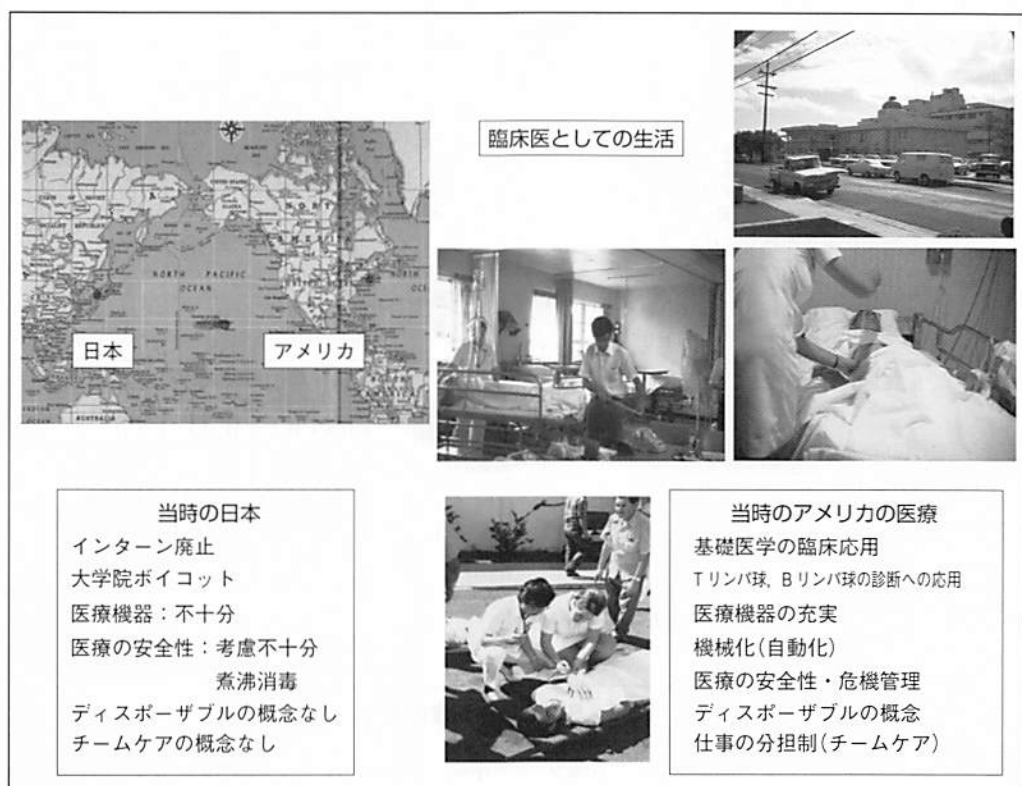 臨床医としての生活
NORTH PACIFIC
OCEAN
日本
アメリカ
AUSTRALIA
当時の日本
インターン廃止
大学院ボイコット
医療機器：不十分
医療の安全性：考慮不十分
煮沸消毒
ディスポーザブルの概念なし
チームケアの概念なし
当時のアメリカの医療
基礎医学の臨床応用
Tリンパ球，Bリンパ球の診断への応用
医療機器の充実
機械化(自動化)
医療の安全性・危機管理
ディスポーザブルの概念
仕事の分担制(チームケア)